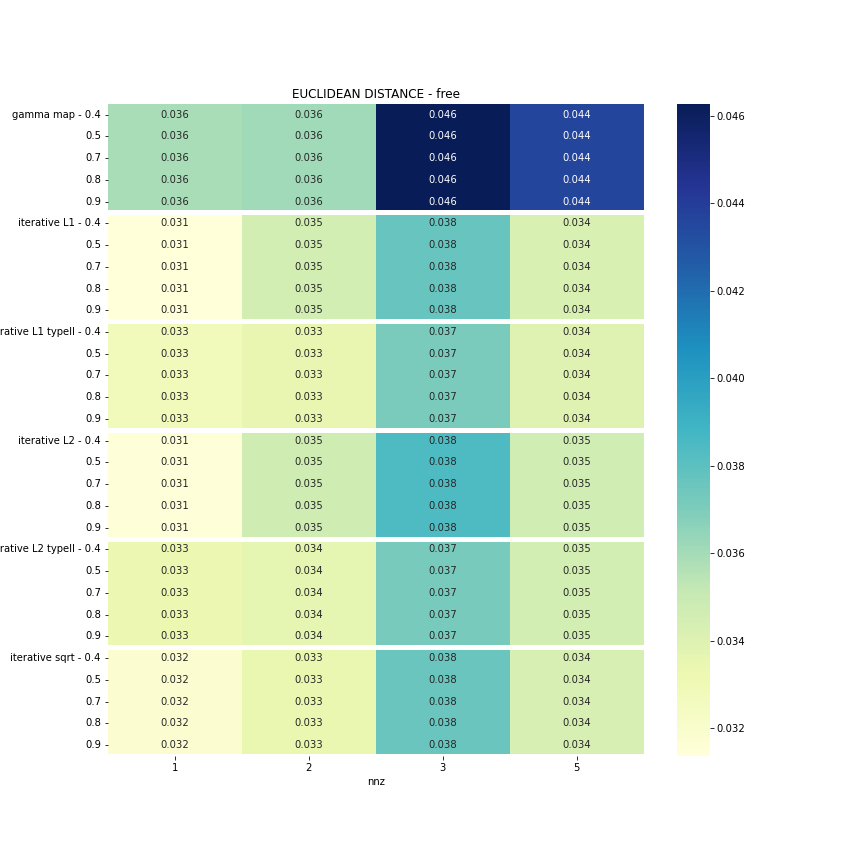 EUCLIDEAN DISTANCE - free
gamma map - 0.4 0.036 0.036 0.046 0.044
0.5 0.036 0.036 0.046 0.044
0.7 0.036 0.036 0.046 0.044
0.8 0.036 0.036 0.046 0.044
0.9 0.036 0.036 0.046 0.044
iterative L1 - 0.4 0.031 0.035 0.038 0.034
0.5 0.031 0.035 0.038 0.034
0.7 0.031 0.035 0.038 0.034
0.8 0.031 0.035 0.038 0.034
0.9 0.031 0.035 0.038 0.034
rative L1 typeII - 0.4 0.033 0.033 0.037 0.034
0.5 0.033 0.033 0.037 0.034
0.7 0.033 0.033 0.037 0.034
0.8 0.033 0.033 0.037 0.034
0.9 0.033 0.033 0.037 0.034
iterative L2 - 0.4 0.031 0.035 0.038 0.035
0.5 0.031 0.035 0.038 0.035
0.7 0.031 0.035 0.038 0.035
0.8 0.031 0.035 0.038 0.035
0.9 0.031 0.035 0.038 0.035
rative L2 typeII - 0.4 0.033 0.034 0.037 0.035
0.5 0.033 0.034 0.037 0.035
0.7 0.033 0.034 0.037 0.035
0.8 0.033 0.034 0.037 0.035
0.9 0.033 0.034 0.037 0.035
iterative sqrt - 0.4 0.032 0.033 0.038 0.034
0.5 0.032 0.033 0.038 0.034
0.7 0.032 0.033 0.038 0.034
0.8 0.032 0.033 0.038 0.034
0.9 0.032 0.033 0.038 0.034
1 2 3 5
nnz
0.046
0.044
0.042
0.040
0.038
0.036
0.034
0.032